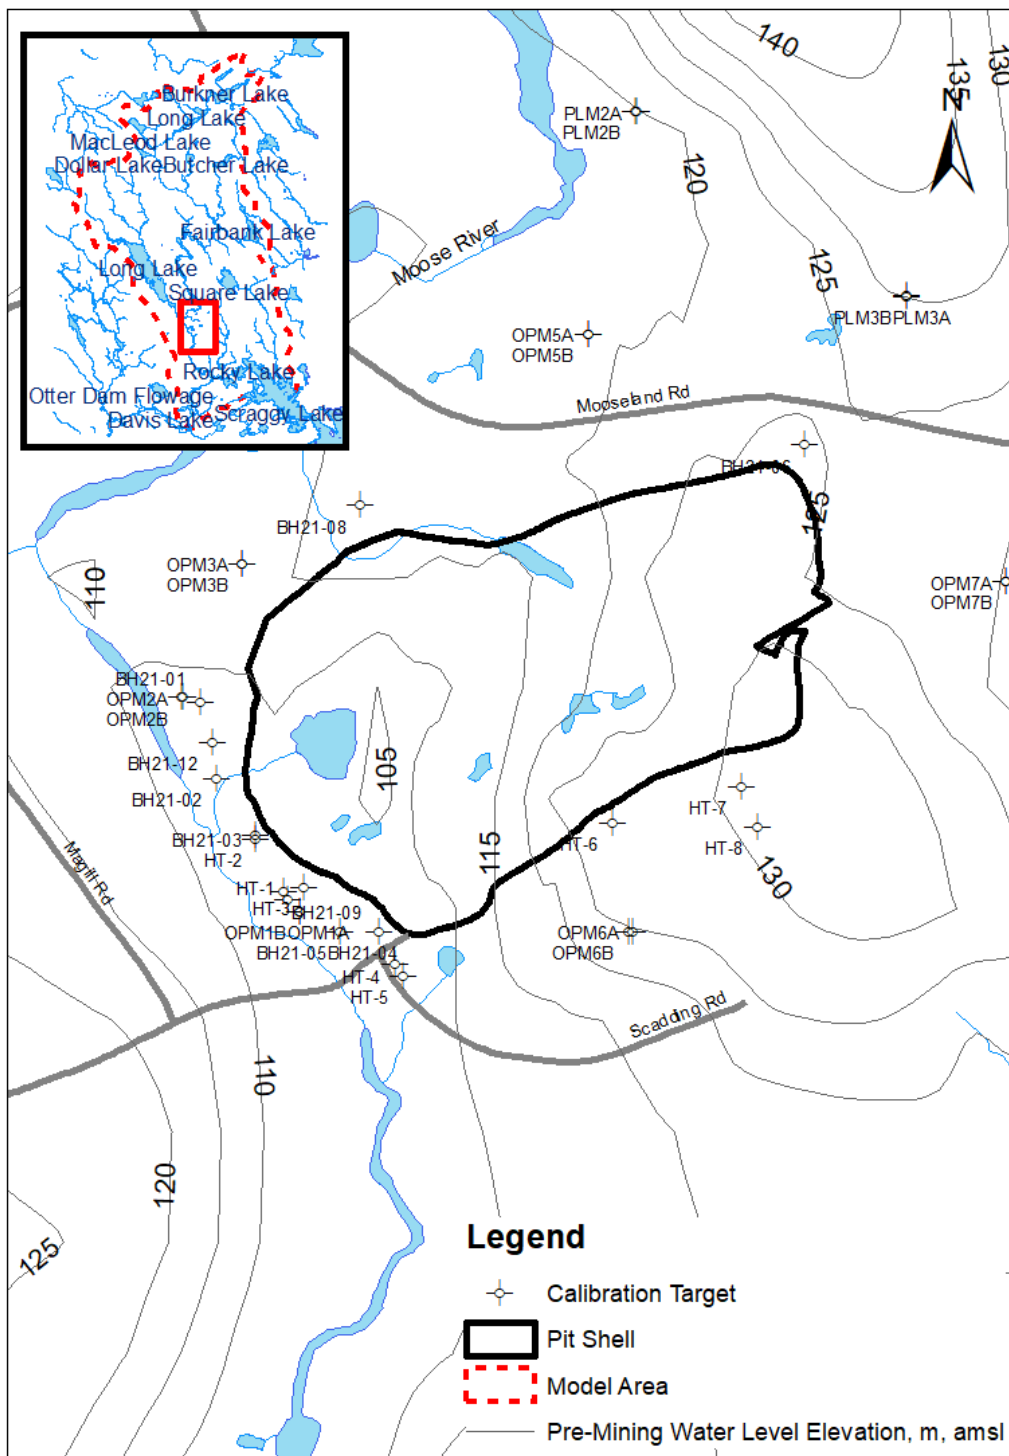 Burkner Lake
Long Lake
MacLeod Lake
Dollar Lake Butcher Lake
Fairbank Lake
Long Lake
Square Lake
Rocky Lake
Otter Dam Flowage
Scraggy Lake
Davis Lake
140
135
130
N
PLM2A
PLM2B
120
Moose River
125
PLM3B PLM3A
OPM5A
OPM5B
Mooseland Rd
BH21-06
125
BH21-08
OPM3A
OPM3B
110
OPM7A
OPM7B
BH21-01
OPM2A
OPM2B
BH21-12
BH21-02
105
BH21-03
HT-2
HT-7
HT-6
HT-8
115
130
Magill Rd
HT-1
HT-3
BH21-09
OPM1B OPM1A
BH21-05 BH21-04
HT-4
HT-5
OPM6A
OPM6B
Scadding Rd
110
120
125
Legend
Calibration Target
Pit Shell
Model Area
Pre-Mining Water Level Elevation, m, amsl